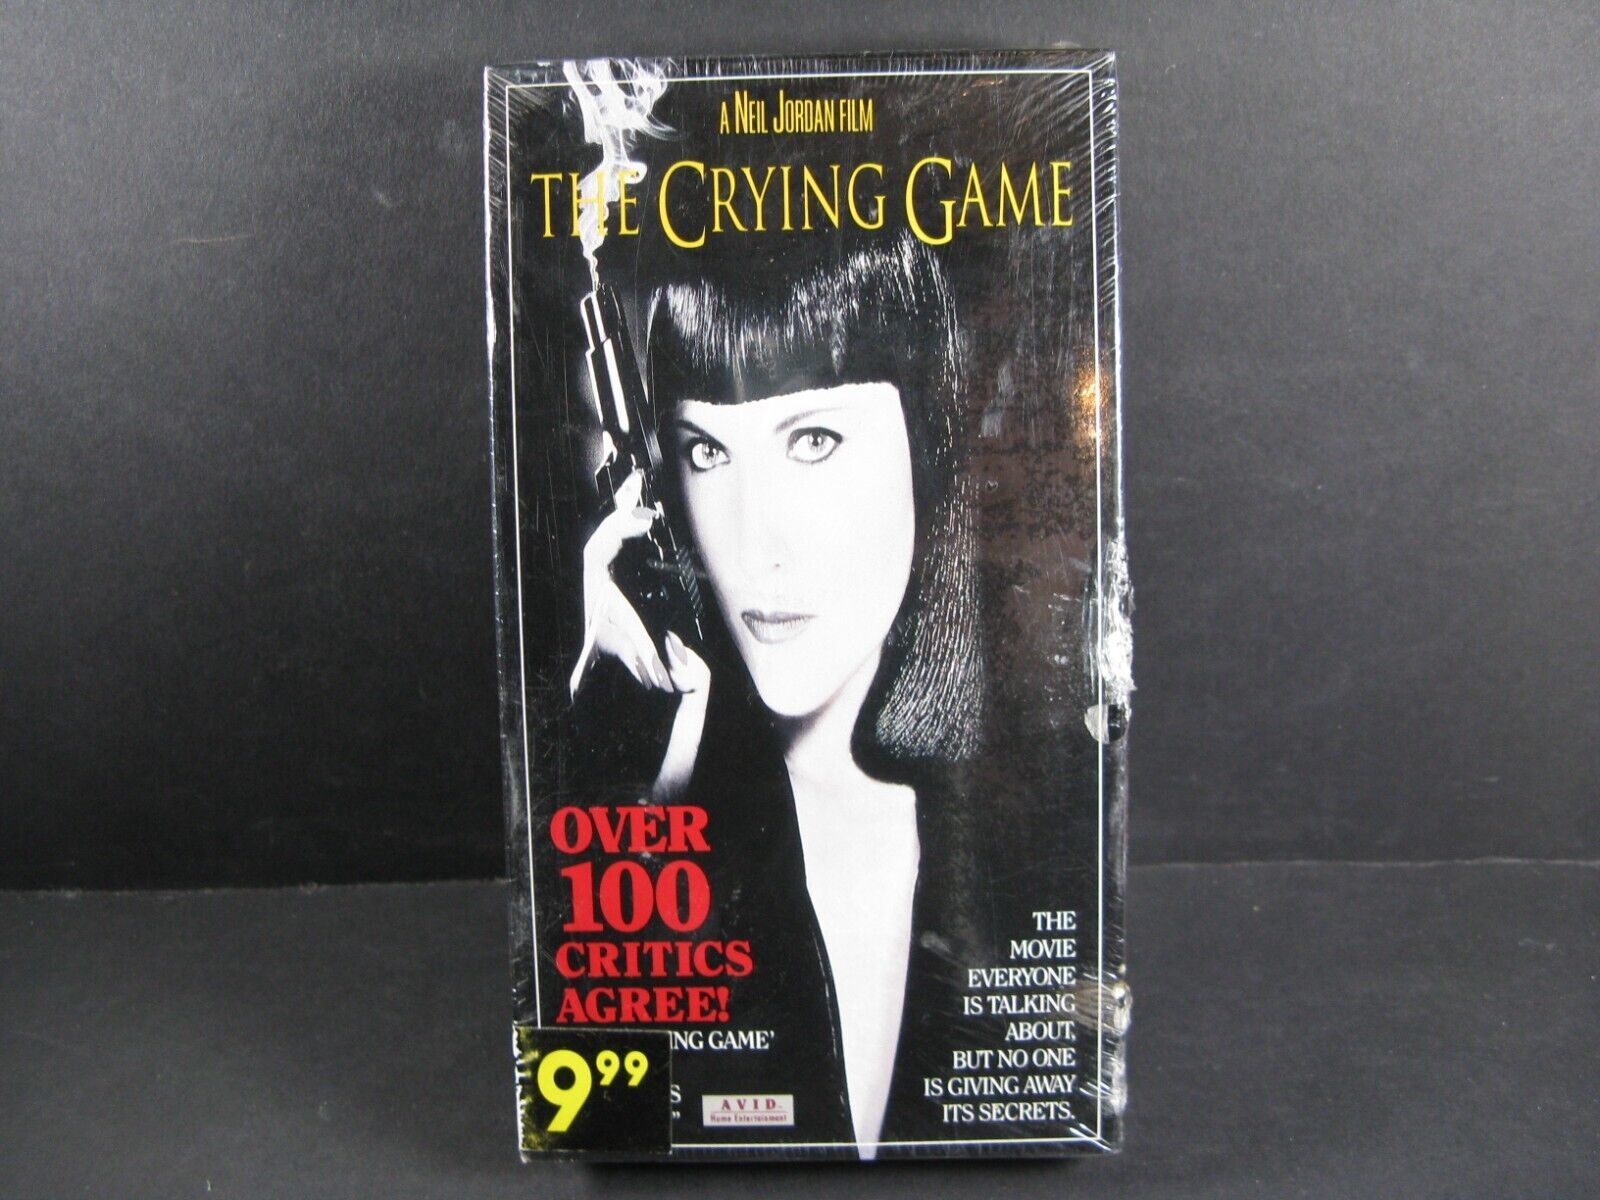 A NEIL JORDAN FILM
THE CRYING GAME
OVER
100
CRITICS
AGREE!
GAME'
THE
MOVIE
EVERYONE
IS TALKING
ABOUT,
BUT NO ONE
IS GIVING AWAY
ITS SECRETS.
9.99
AVID
Home Entertainment